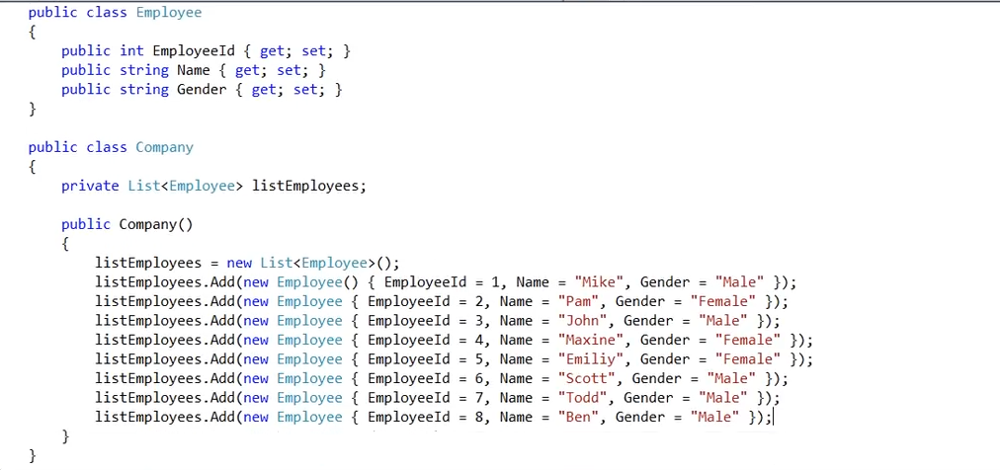 public class Employee
{
    public int EmployeeId { get; set; }
    public string Name { get; set; }
    public string Gender { get; set; }
}

public class Company
{
    private List<Employee> listEmployees;

    public Company()
    {
        listEmployees = new List<Employee>();
        listEmployees.Add(new Employee() { EmployeeId = 1, Name = "Mike", Gender = "Male" });
        listEmployees.Add(new Employee { EmployeeId = 2, Name = "Pam", Gender = "Female" });
        listEmployees.Add(new Employee { EmployeeId = 3, Name = "John", Gender = "Male" });
        listEmployees.Add(new Employee { EmployeeId = 4, Name = "Maxine", Gender = "Female" });
        listEmployees.Add(new Employee { EmployeeId = 5, Name = "Emiliy", Gender = "Female" });
        listEmployees.Add(new Employee { EmployeeId = 6, Name = "Scott", Gender = "Male" });
        listEmployees.Add(new Employee { EmployeeId = 7, Name = "Todd", Gender = "Male" });
        listEmployees.Add(new Employee { EmployeeId = 8, Name = "Ben", Gender = "Male" });
    }
}